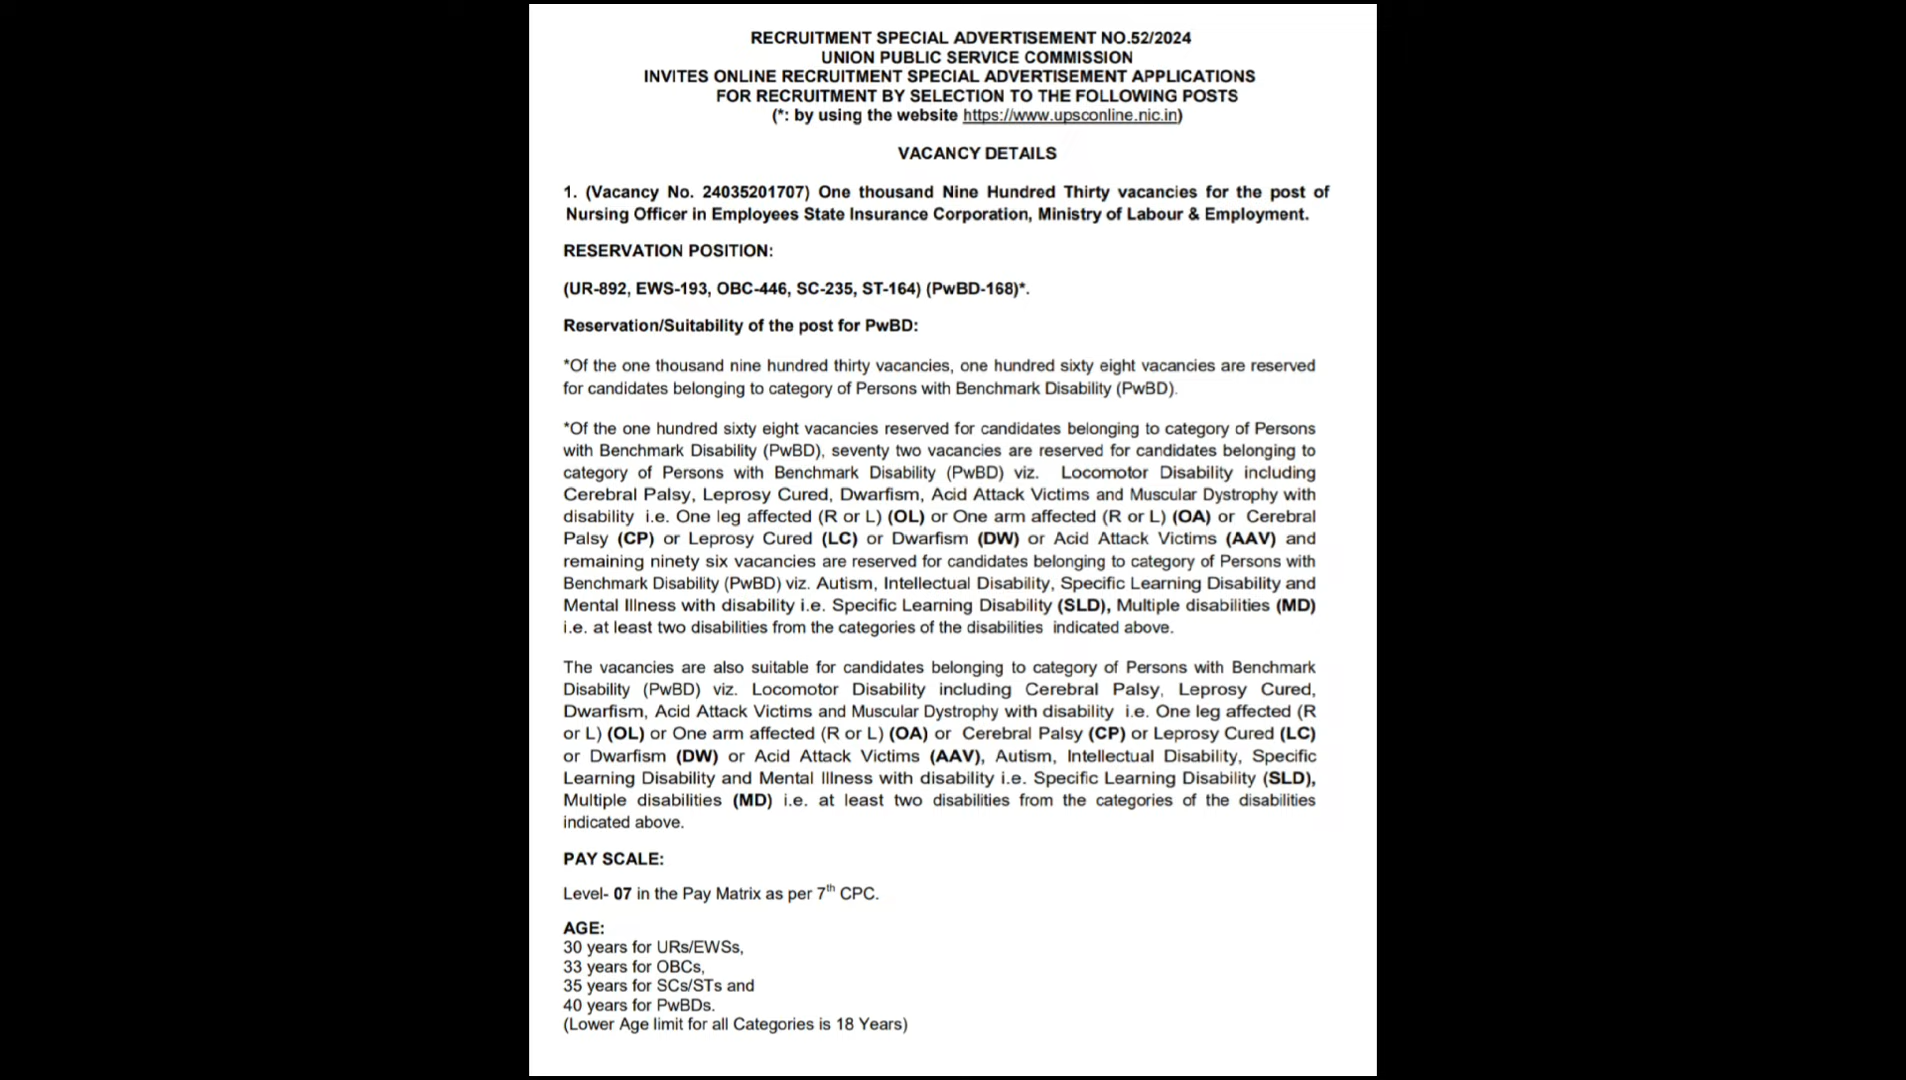 RECRUITMENT SPECIAL ADVERTISEMENT NO.52/2024
UNION PUBLIC SERVICE COMMISSION
INVITES ONLINE RECRUITMENT SPECIAL ADVERTISEMENT APPLICATIONS
FOR RECRUITMENT BY SELECTION TO THE FOLLOWING POSTS
(*: by using the website https://www.upsconline.nic.in)
VACANCY DETAILS
1. (Vacancy No. 24035201707) One thousand Nine Hundred Thirty vacancies for the post of
Nursing Officer in Employees State Insurance Corporation, Ministry of Labour & Employment.
RESERVATION POSITION:
(UR-892, EWS-193, OBC-446, SC-235, ST-164) (PwBD-168)*.
Reservation/Suitability of the post for PwBD:
*Of the one thousand nine hundred thirty vacancies, one hundred sixty eight vacancies are reserved
for candidates belonging to category of Persons with Benchmark Disability (PwBD).
*Of the one hundred sixty eight vacancies reserved for candidates belonging to category of Persons
with Benchmark Disability (PwBD), seventy two vacancies are reserved for candidates belonging to
category of Persons with Benchmark Disability (PwBD) viz. Locomotor Disability including
Cerebral Palsy, Leprosy Cured, Dwarfism, Acid Attack Victims and Muscular Dystrophy with
disability i.e. One leg affected (R or L) (OL) or One arm affected (R or L) (OA) or Cerebral
Palsy (CP) or Leprosy Cured (LC) or Dwarfism (DW) or Acid Attack Victims (AAV) and
remaining ninety six vacancies are reserved for candidates belonging to category of Persons with
Benchmark Disability (PwBD) viz. Autism, Intellectual Disability, Specific Learning Disability and
Mental Illness with disability i.e. Specific Learning Disability (SLD), Multiple disabilities (MD)
i.e. at least two disabilities from the categories of the disabilities indicated above.
The vacancies are also suitable for candidates belonging to category of Persons with Benchmark
Disability (PwBD) viz. Locomotor Disability including Cerebral Palsy, Leprosy Cured,
Dwarfism, Acid Attack Victims and Muscular Dystrophy with disability i.e. One leg affected (R
or L) (OL) or One arm affected (R or L) (OA) or Cerebral Palsy (CP) or Leprosy Cured (LC)
or Dwarfism (DW) or Acid Attack Victims (AAV), Autism, Intellectual Disability, Specific
Learning Disability and Mental Illness with disability i.e. Specific Learning Disability (SLD),
Multiple disabilities (MD) i.e. at least two disabilities from the categories of the disabilities
indicated above.
PAY SCALE:
Level- 07 in the Pay Matrix as per 7th CPC.
AGE:
30 years for URs/EWSs,
33 years for OBCs,
35 years for SCs/STs and
40 years for PwBDs.
(Lower Age limit for all Categories is 18 Years)